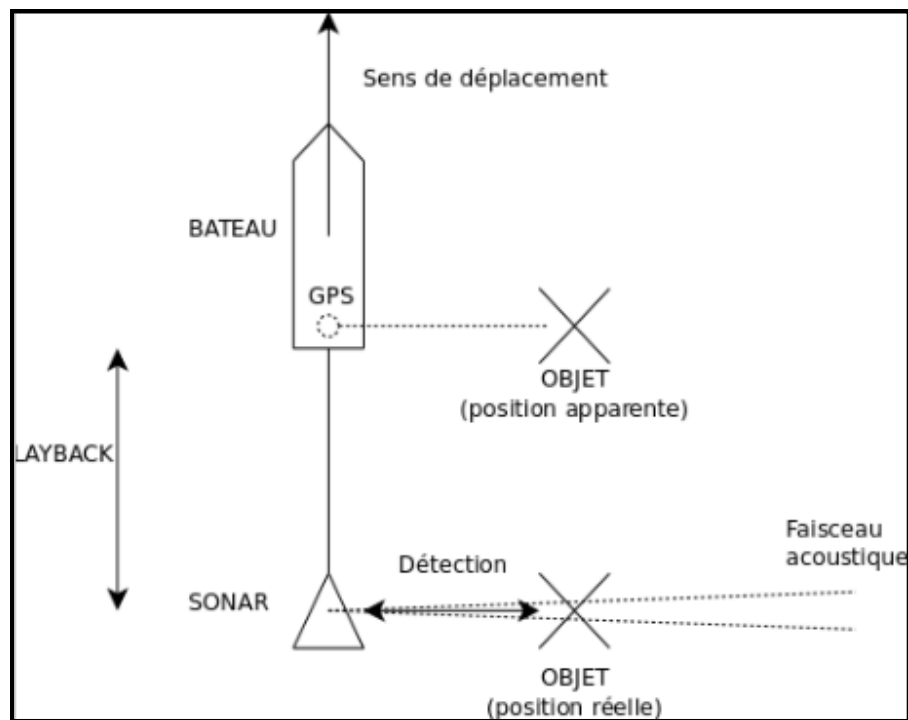 Sens de déplacement
BATEAU
GPS
OBJET
(position apparente)
LAYBACK
Faisceau
acoustique
Détection
SONAR
OBJET
(position réelle)